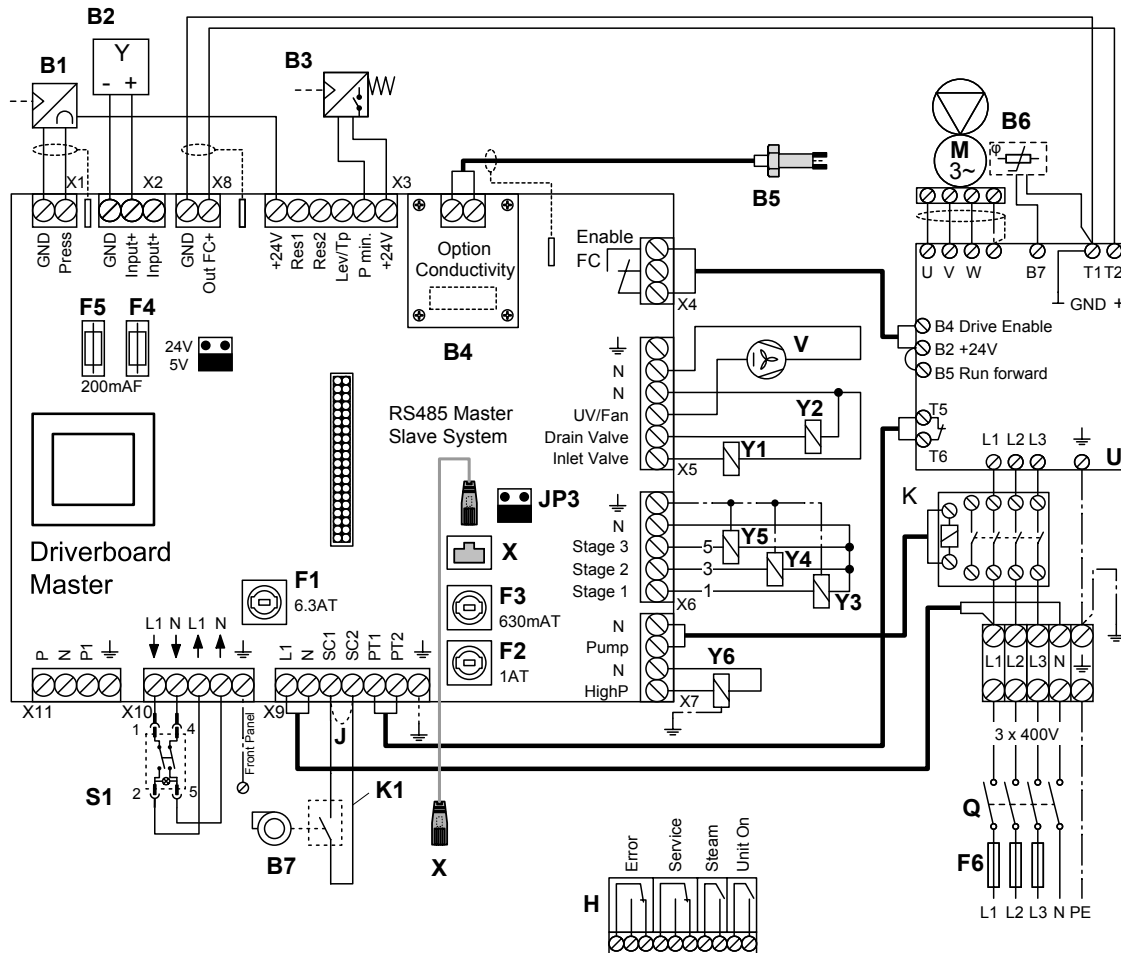 B2
Y
- +
B1
B3
B6
φ
M
3~
B5
X1
X2
X8
X3
GND
Press
GND
Input+
Input+
GND
Out FC+
+24V
Res1
Res2
Lev/Tp
P min.
+24V
Option
Conductivity
B4
Enable
FC
X4
U V W B7 T1 T2
GND +
B4 Drive Enable
B2 +24V
B5 Run forward
T5
T6
L1 L2 L3
U
F5
F4
200mAF
24V
5V
N
N
UV/Fan
Drain Valve
Inlet Valve
X5
V
Y2
Y1
RS485 Master
Slave System
JP3
X
N
Stage 3
Stage 2
Stage 1
X6
5
3
1
Y5
Y4
Y3
K
Driverboard
Master
F1
6.3AT
F3
630mAT
F2
1AT
N
Pump
N
HighP
X7
Y6
L1 L2 L3 N
3 x 400V
L1 N L1 N
P
N
P1
X11
X10
L1
N
SC1
SC2
PT1
PT2
X9
J
1
4
2
5
S1
Front Panel
K1
B7
X
Q
F6
L1 L2 L3 N PE
Error
Service
Steam
Unit On
H